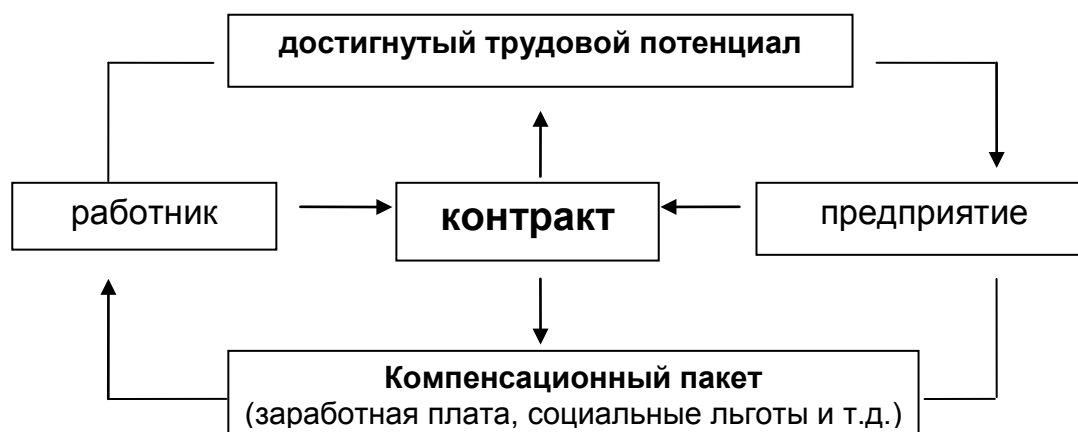 достигнутый трудовой потенциал
работник
контракт
предприятие
Компенсационный пакет
(заработная плата, социальные льготы и т.д.)